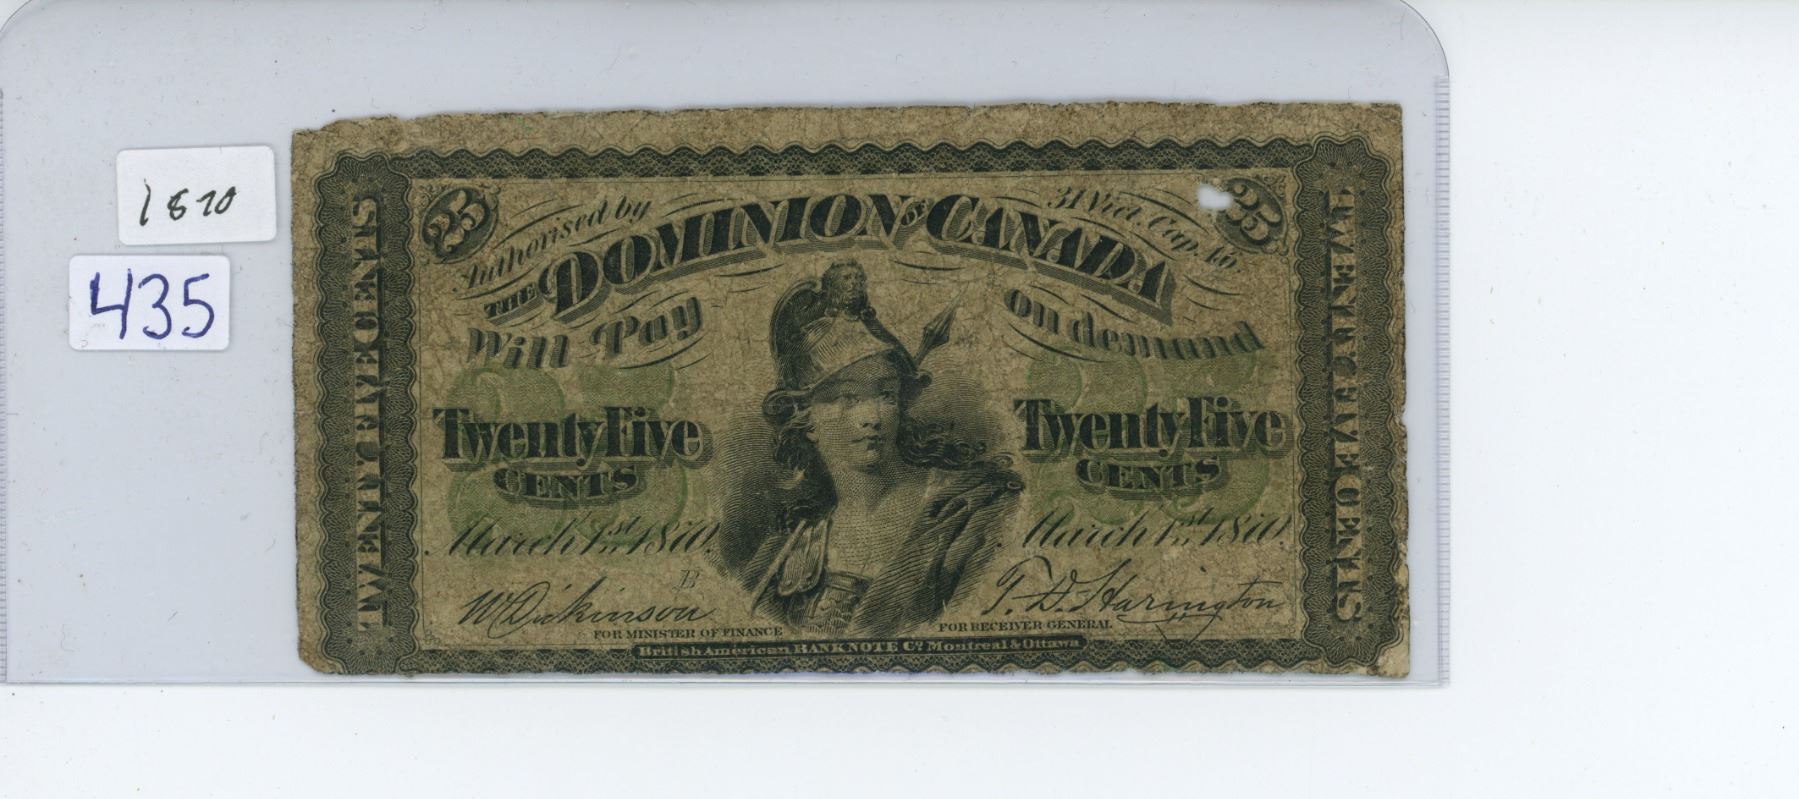 1870
435
25
25
Authorised by
31 Vict. Cap. 46.
THE DOMINION OF CANADA
Will Pay
on demand
Twenty Five
CENTS
Twenty Five
CENTS
March 1st. 1870.
March 1st. 1870.
B
W Dickinson
T. D. Harington
FOR MINISTER OF FINANCE
FOR RECEIVER GENERAL
British American BANK NOTE Co. Montreal & Ottawa
TWENTY FIVE CENTS
TWENTY FIVE CENTS